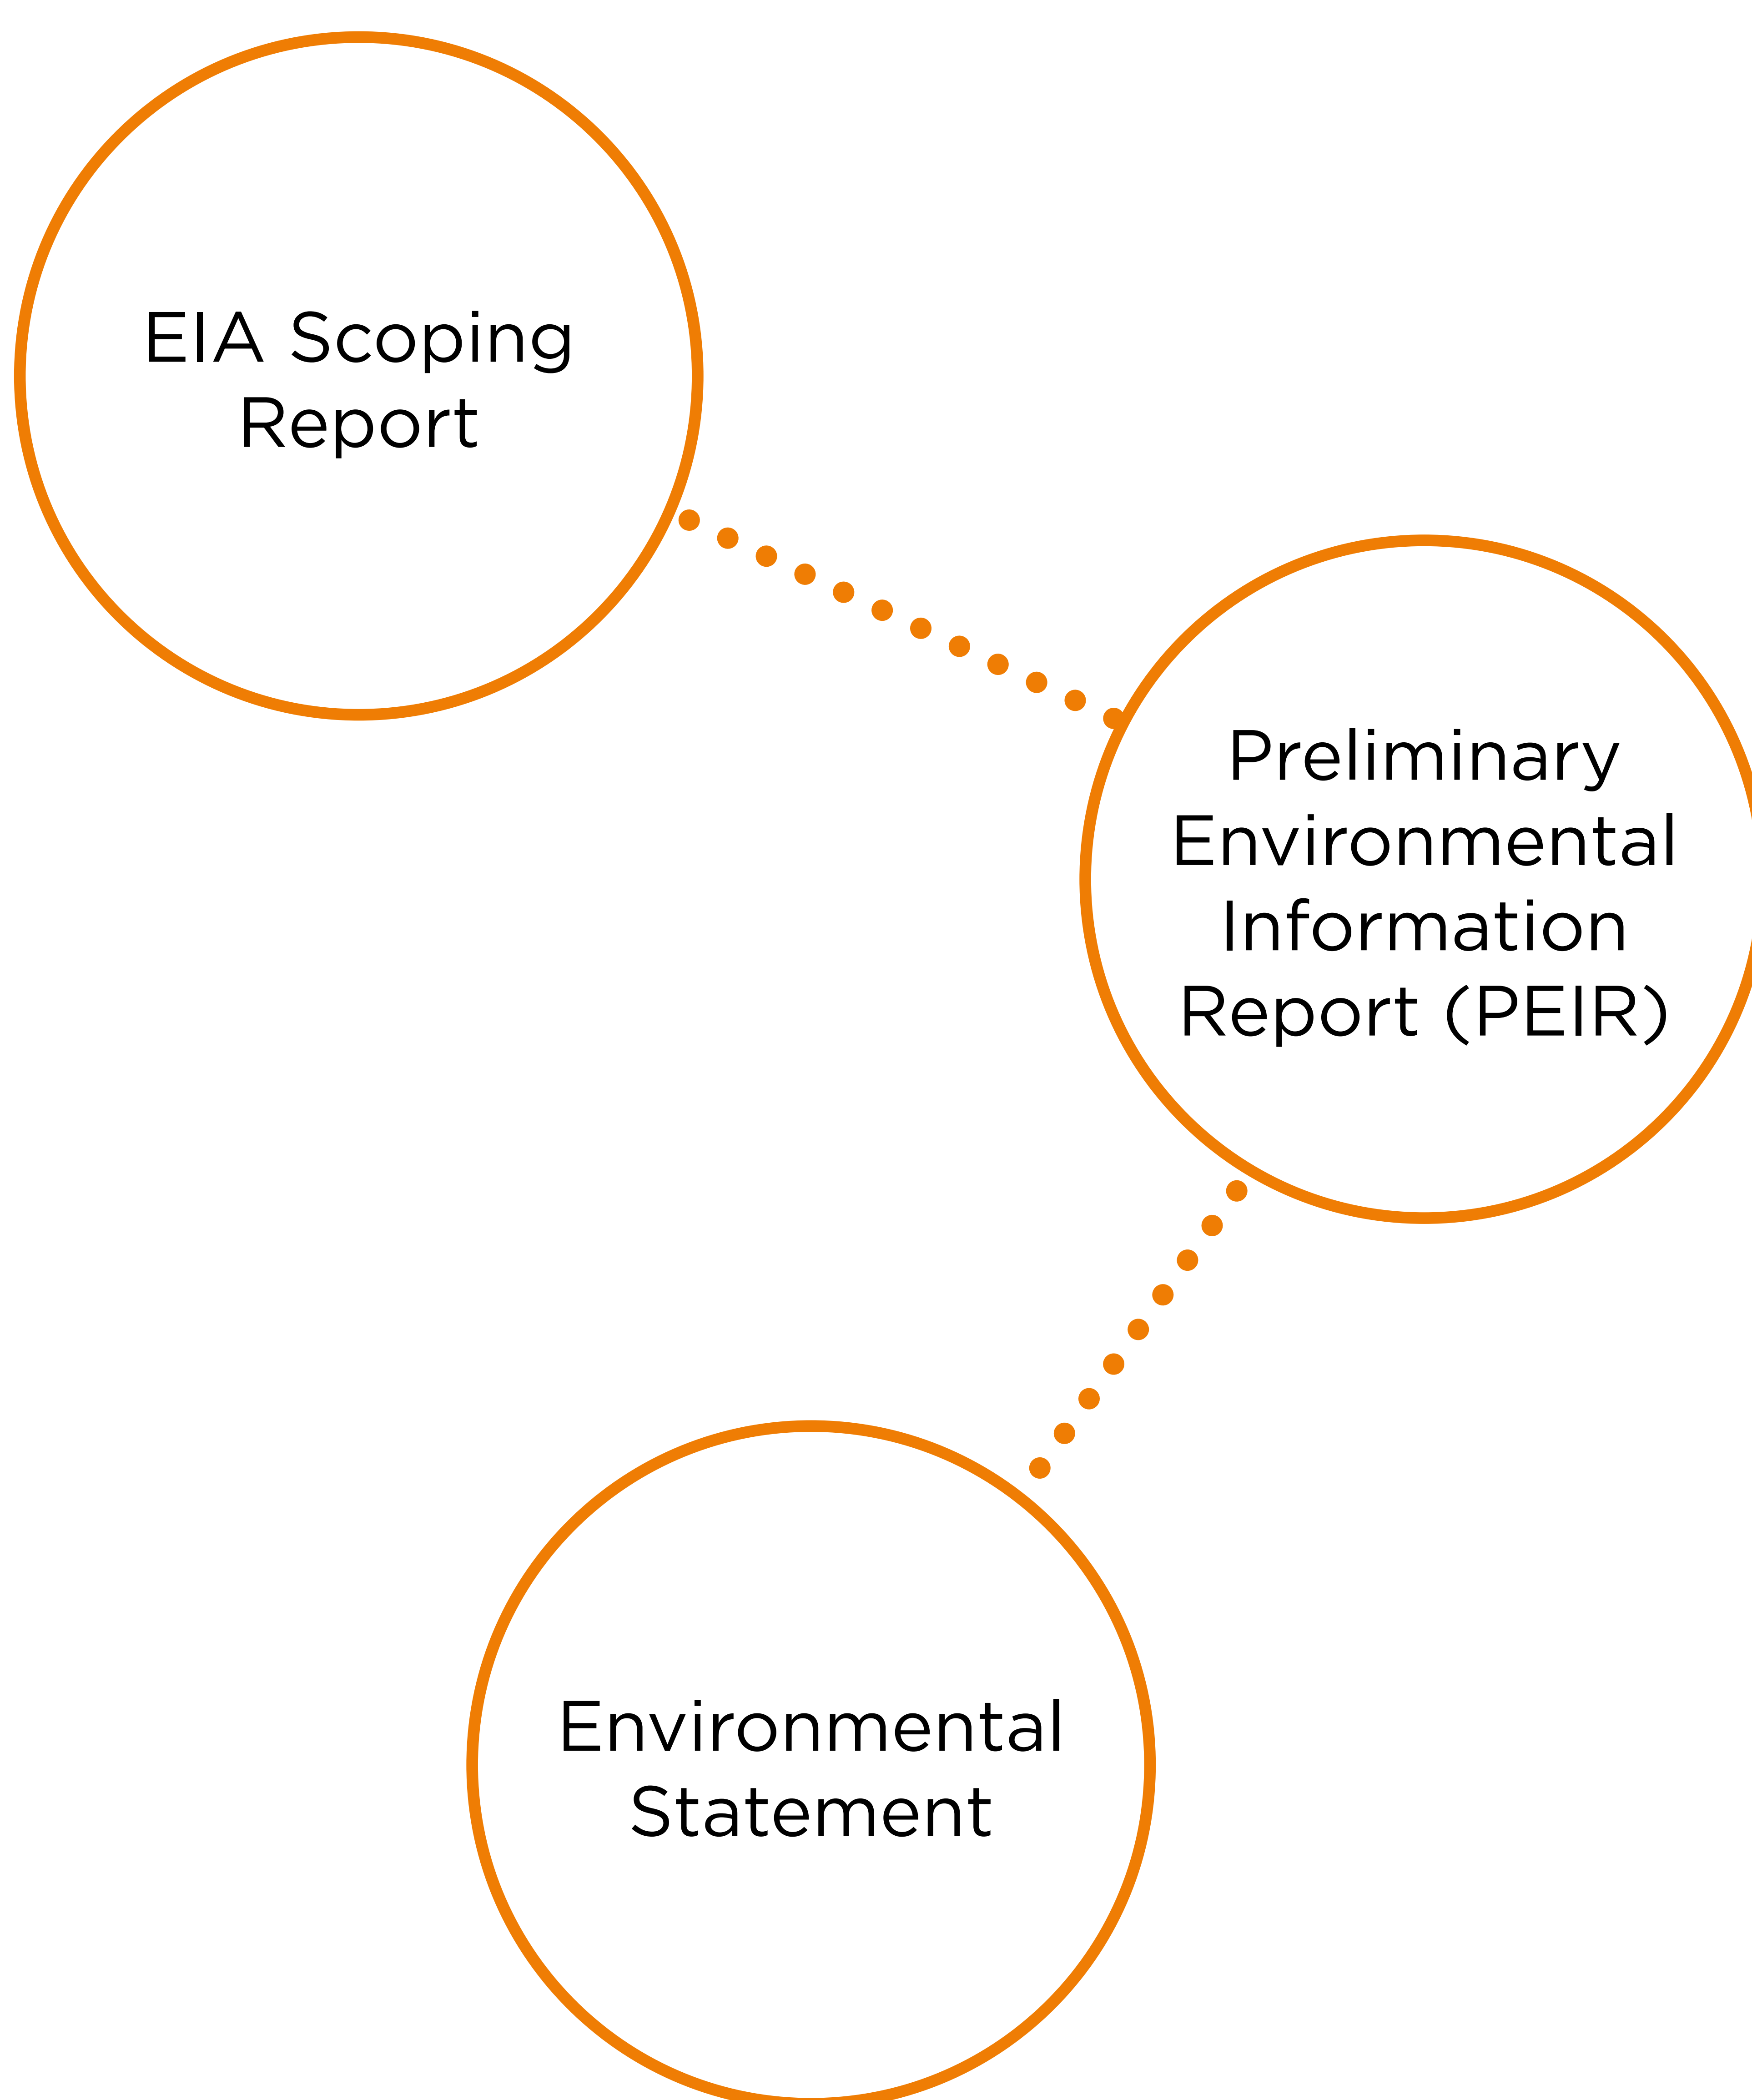 EIA Scoping
Report
Preliminary
Environmental
Information
Report (PEIR)
Environmental
Statement